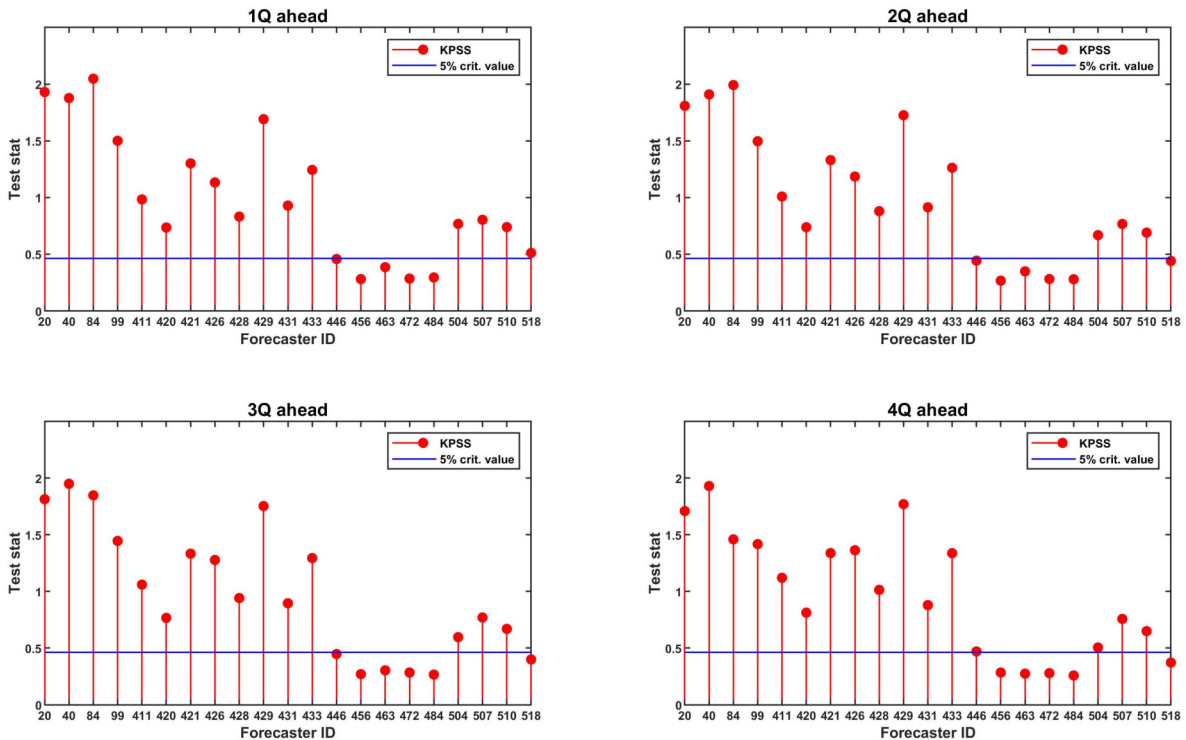 1Q ahead
KPSS
5% crit. value
2
1.5
1
0.5
0
Test stat
20 40 84 99 411 420 421 426 428 429 431 433 446 456 463 472 484 504 507 510 518
Forecaster ID
2Q ahead
KPSS
5% crit. value
2
1.5
1
0.5
0
Test stat
20 40 84 99 411 420 421 426 428 429 431 433 446 456 463 472 484 504 507 510 518
Forecaster ID
3Q ahead
KPSS
5% crit. value
2
1.5
1
0.5
0
Test stat
20 40 84 99 411 420 421 426 428 429 431 433 446 456 463 472 484 504 507 510 518
Forecaster ID
4Q ahead
KPSS
5% crit. value
2
1.5
1
0.5
0
Test stat
20 40 84 99 411 420 421 426 428 429 431 433 446 456 463 472 484 504 507 510 518
Forecaster ID